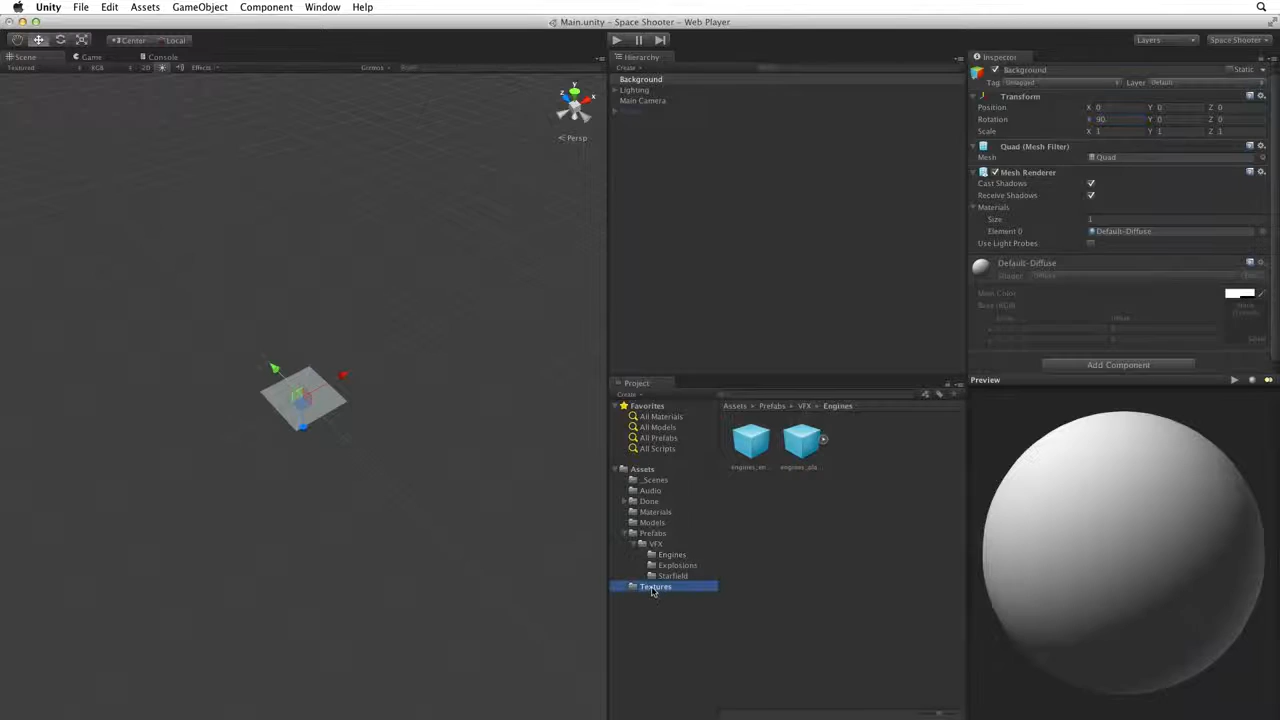 Unity File Edit Assets GameObject Component Window Help
Main.unity – Space Shooter – Web Player
Center Local
Layers Space Shooter
Scene Game Console
Textured RGB 2D Effects Gizmos
Persp
Hierarchy
Create
Background
Lighting
Main Camera
Project
Create
Favorites
All Materials
All Models
All Prefabs
All Scripts
Assets
_Scenes
Audio
Done
Materials
Models
Prefabs
VFX
Engines
Explosions
Starfield
Textures
Assets Prefabs VFX Engines
engines_en... engines_pla...
Inspector
Background Static
Tag Untagged Layer Default
Transform
Position X 0 Y 0 Z 0
Rotation X 90 Y 0 Z 0
Scale X 1 Y 1 Z 1
Quad (Mesh Filter)
Mesh Quad
Mesh Renderer
Cast Shadows
Receive Shadows
Materials
Size 1
Element 0 Default-Diffuse
Use Light Probes
Default-Diffuse
Shader Diffuse
Main Color
Base (RGB)
Add Component
Preview